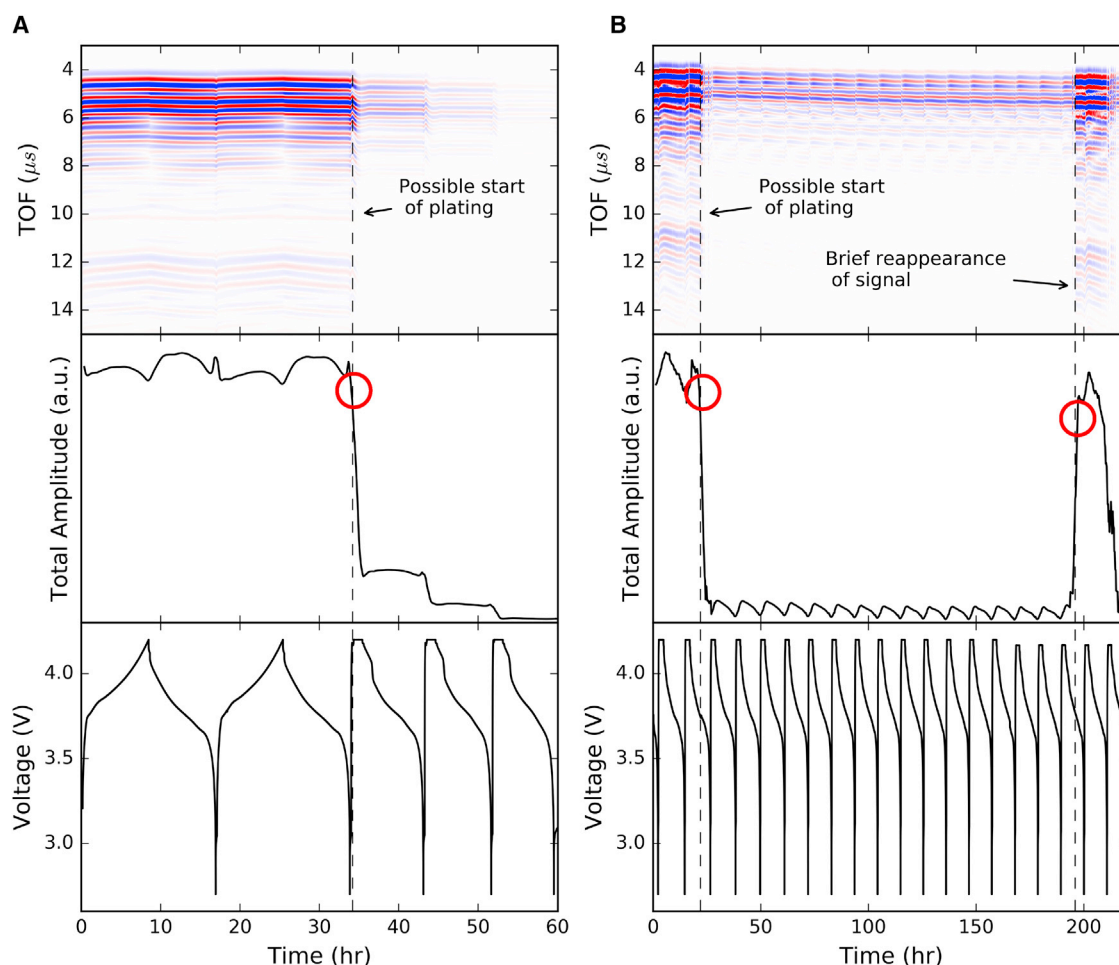 A
B
4
6
8
10
12
14
TOF (μs)
Possible start
of plating
4
6
8
10
12
14
TOF (μs)
Possible start
of plating
Brief reappearance
of signal
Total Amplitude (a.u.)
Total Amplitude (a.u.)
4.0
3.5
3.0
Voltage (V)
0 10 20 30 40 50 60
Time (hr)
4.0
3.5
3.0
Voltage (V)
0 50 100 150 200
Time (hr)